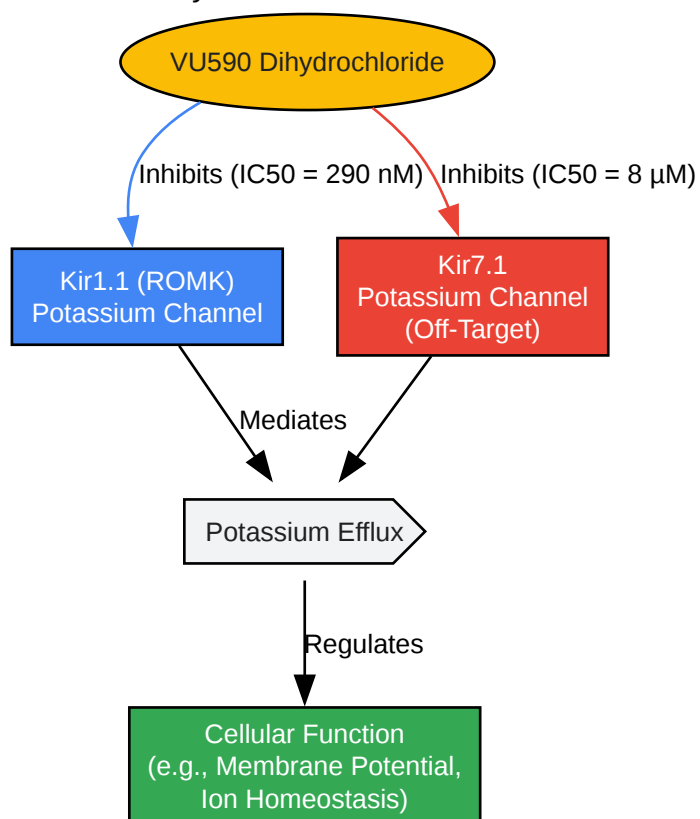 VU590 Dihydrochloride
Inhibits (IC50 = 290 nM)
Inhibits (IC50 = 8 µM)
Kir1.1 (ROMK)
Potassium Channel
Kir7.1
Potassium Channel
(Off-Target)
Mediates
Potassium Efflux
Regulates
Cellular Function
(e.g., Membrane Potential,
Ion Homeostasis)